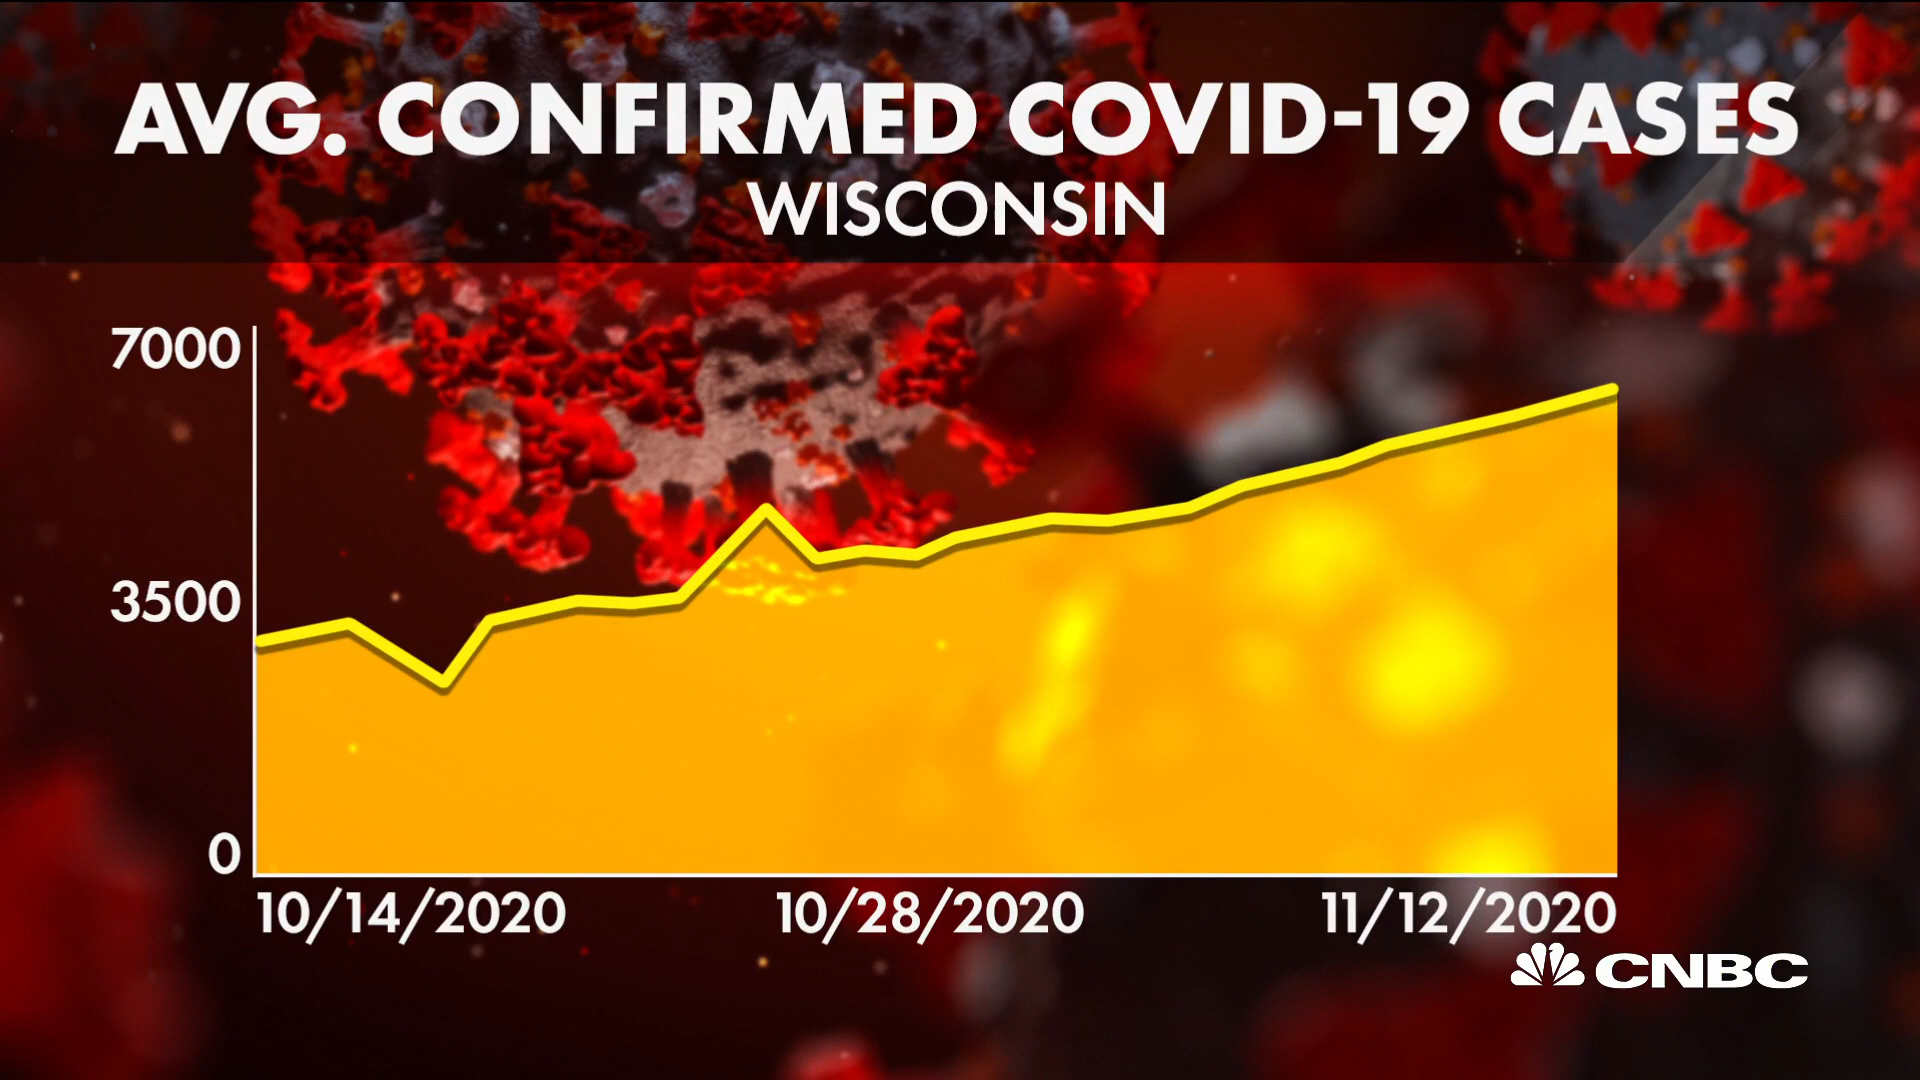 AVG. CONFIRMED COVID-19 CASES
WISCONSIN
7000
3500
0
10/14/2020 10/28/2020 11/12/2020
CNBC